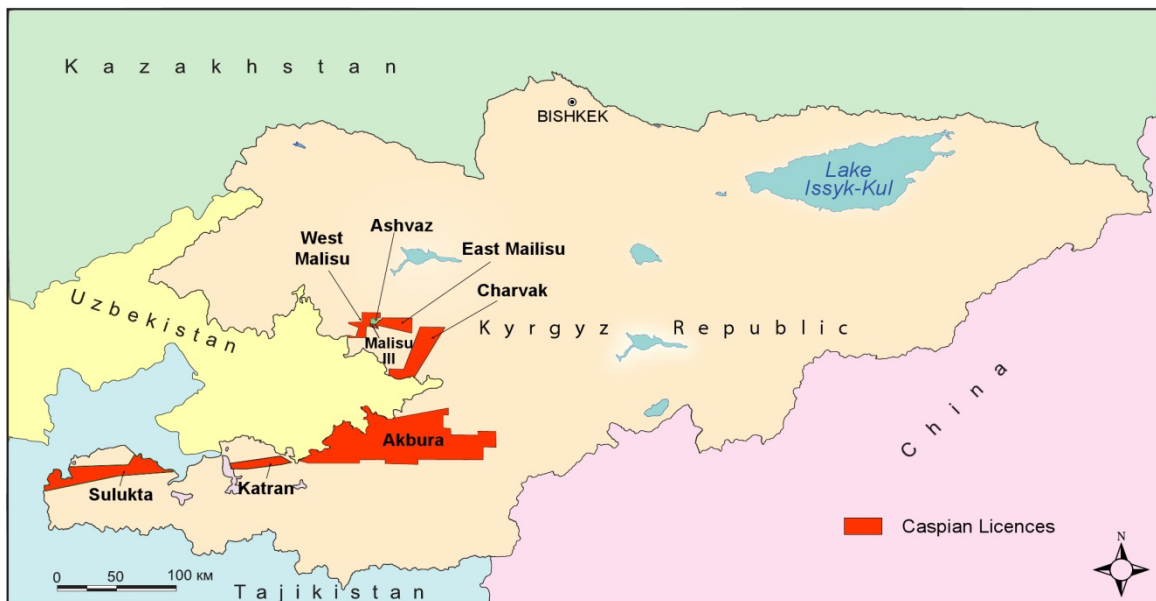 Kazakhstan
BISHKEK
Lake
Issyk-Kul
Ashvaz
West
Malisu
East Mailisu
Charvak
Uzbekistan
Kyrgyz Republic
Malisu
III
China
Akbura
Sulukta
Katran
Caspian Licences
N
0 50 100 км
Tajikistan